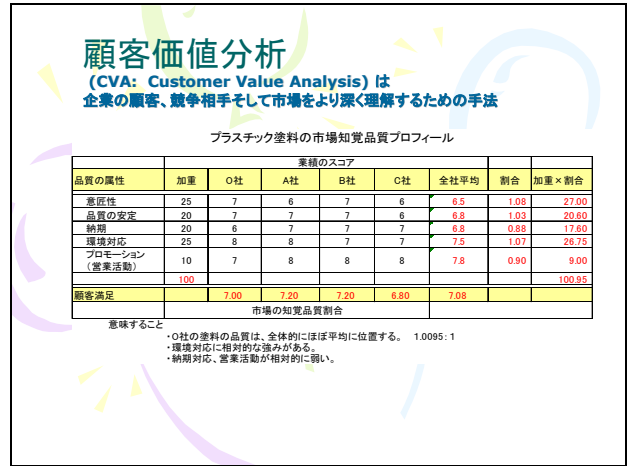 顧客価値分析
(CVA: Customer Value Analysis) は
企業の顧客、競争相手そして市場をより深く理解するための手法
プラスチック塗料の市場知覚品質プロフィール
業績のスコア
品質の属性 加重 O社 A社 B社 C社 全社平均 割合 加重×割合
意匠性 25 7 6 7 6 6.5 1.08 27.00
品質の安定 20 7 7 7 6 6.8 1.03 20.60
納期 20 6 7 7 7 6.8 0.88 17.60
環境対応 25 8 8 7 7 7.5 1.07 26.75
プロモーション
（営業活動） 10 7 8 8 8 7.8 0.90 9.00
100 100.95
顧客満足 7.00 7.20 7.20 6.80 7.08
市場の知覚品質割合
意味すること
・O社の塗料の品質は、全体的にほぼ平均に位置する。 1.0095：1
・環境対応に相対的な強みがある。
・納期対応、営業活動が相対的に弱い。